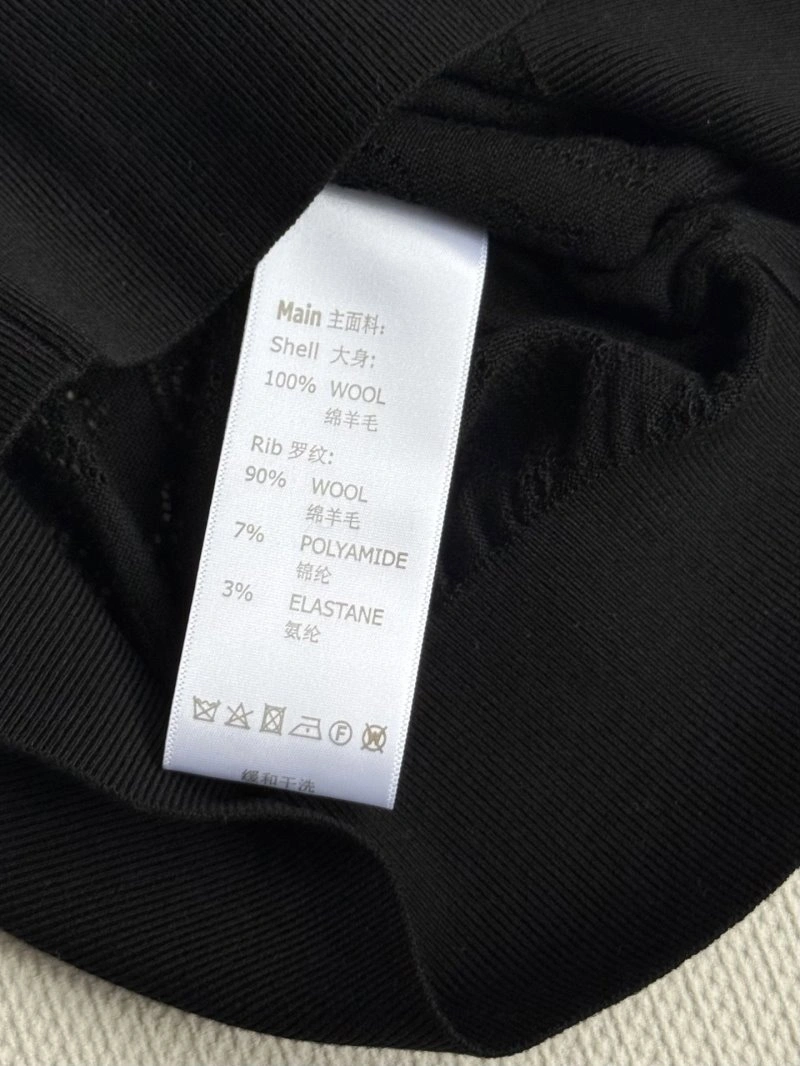 Main 主面料:
Shell 大身:
100% WOOL
绵羊毛
Rib 罗纹:
90% WOOL
绵羊毛
7% POLYAMIDE
锦纶
3% ELASTANE
氨纶
F W
缓和干洗